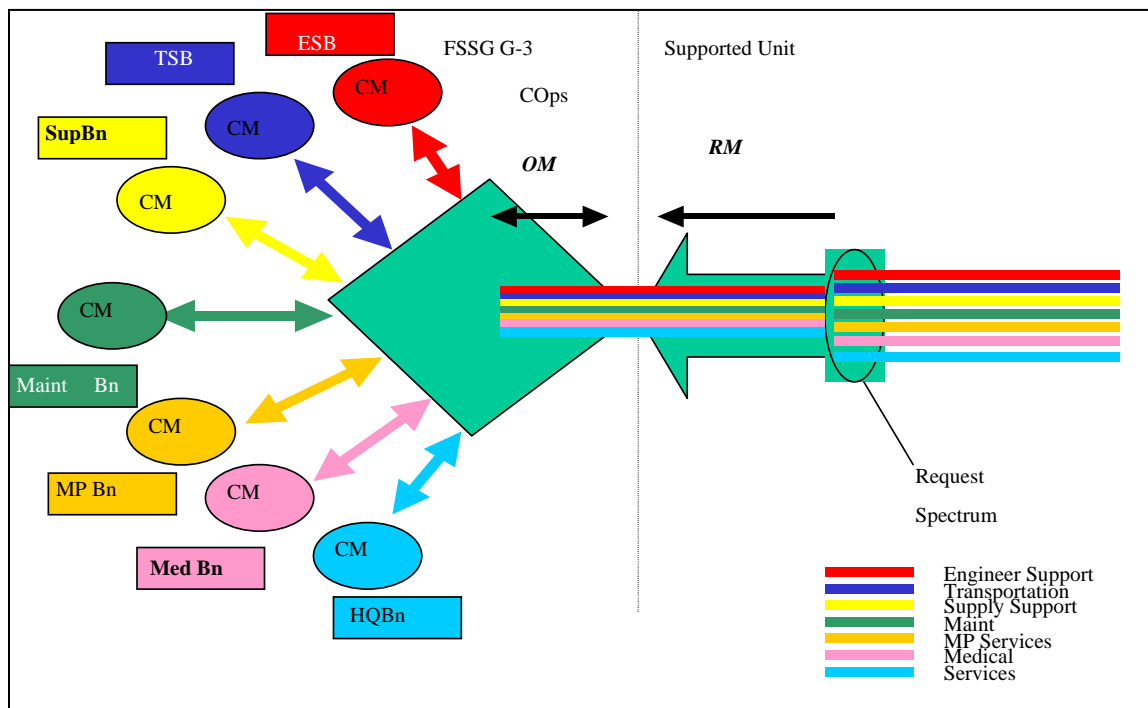 ESB
FSSG G-3
Supported Unit
TSB
CM
COps
CM
SupBn
OM
RM
CM
CM
Maint Bn
CM
MP Bn
CM
Request
Spectrum
Med Bn
CM
HQBn
Engineer Support
Transportation
Supply Support
Maint
MP Services
Medical
Services